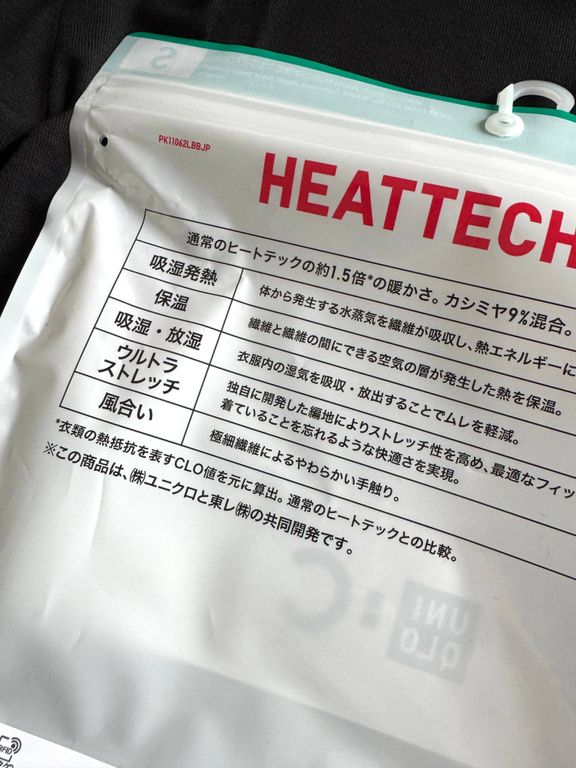 S
PK11062LBBJP
HEATTECH
通常のヒートテックの約1.5倍*の暖かさ。カシミヤ9%混合。
吸湿発熱
体から発生する水蒸気を繊維が吸収し、熱エネルギーに
保温
繊維と繊維の間にできる空気の層が発生した熱を保温。
吸湿・放湿
衣服内の湿気を吸収・放出することでムレを軽減。
ウルトラ
ストレッチ
独自に開発した編地によりストレッチ性を高め、最適なフィッ
着ていることを忘れるような快適さを実現。
風合い
極細繊維によるやわらかい手触り。
*衣類の熱抵抗を表すCLO値を元に算出。通常のヒートテックとの比較。
※この商品は、㈱ユニクロと東レ㈱の共同開発です。
UNI
QLO
: C
RFID